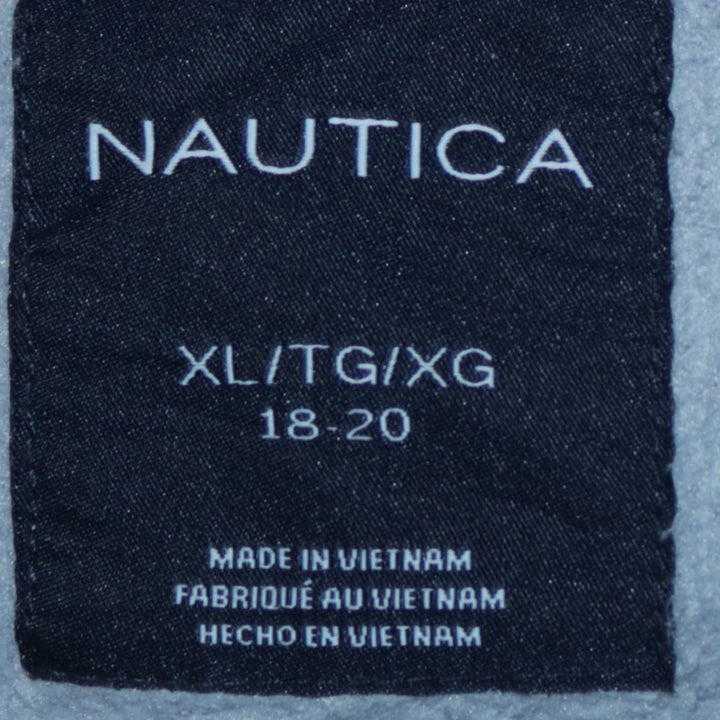 NAUTICA
XL/TG/XG
18-20
MADE IN VIETNAM
FABRIQUÉ AU VIETNAM
HECHO EN VIETNAM